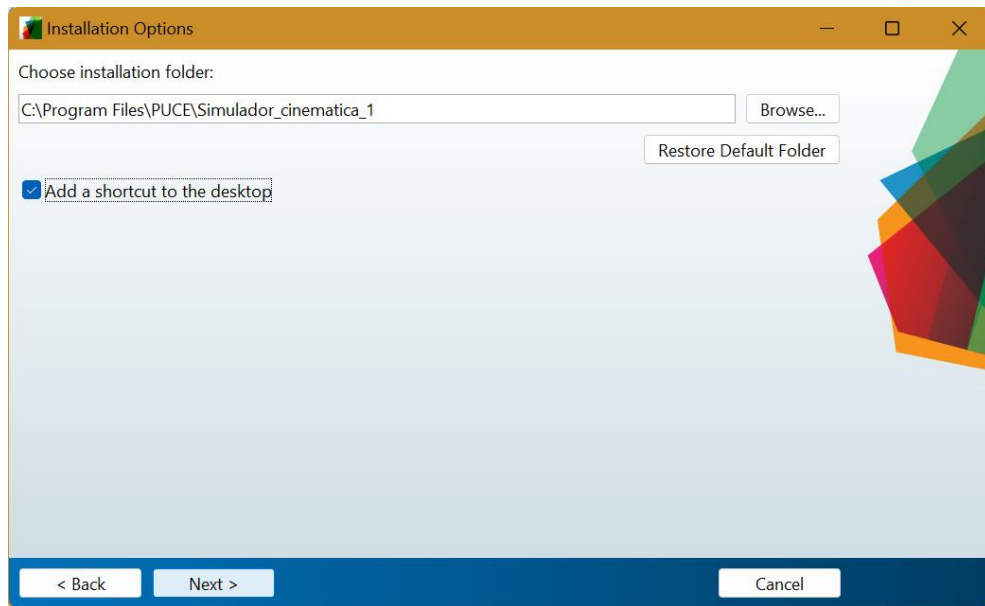 Installation Options
Choose installation folder:
C:\Program Files\PUCE\Simulador_cinematica_1
Browse...
Restore Default Folder
Add a shortcut to the desktop
< Back
Next >
Cancel